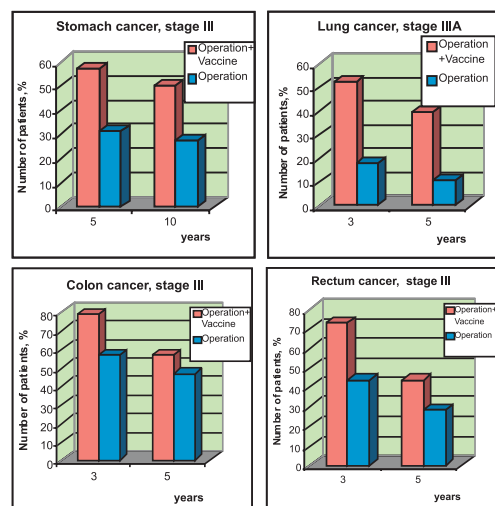 Stomach cancer, stage III
Operation+
Vaccine
Operation
Number of patients, %
60
50
40
30
20
10
0
5
10
years
Lung cancer, stage IIIA
Operation
+Vaccine
Operation
Number of patients, %
60
50
40
30
20
10
0
3
5
years
Colon cancer, stage III
Operation+
Vaccine
Operation
Number of patients, %
80
70
60
50
40
30
20
10
0
3
5
years
Rectum cancer, stage III
Operation+
Vaccine
Operation
Number of patients, %
80
70
60
50
40
30
20
10
0
3
5
years